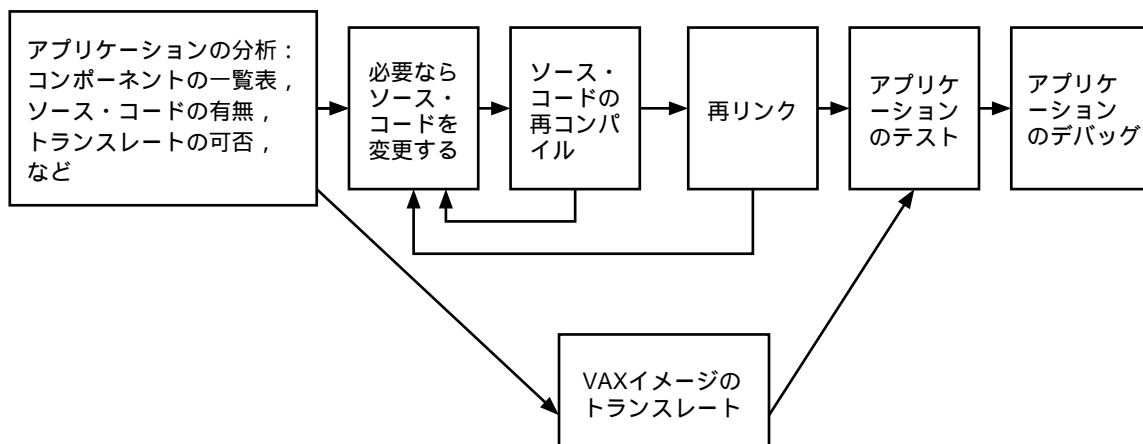 アプリケーションの分析：
コンポーネントの一覧表，
ソース・コードの有無，
トランスレートの可否，
など
必要なら
ソース・
コードを
変更する
ソース・
コードの
再コンパ
イル
再リンク
アプリケ
ーション
のテスト
アプリケ
ーション
のデバッグ
VAXイメージの
トランスレート